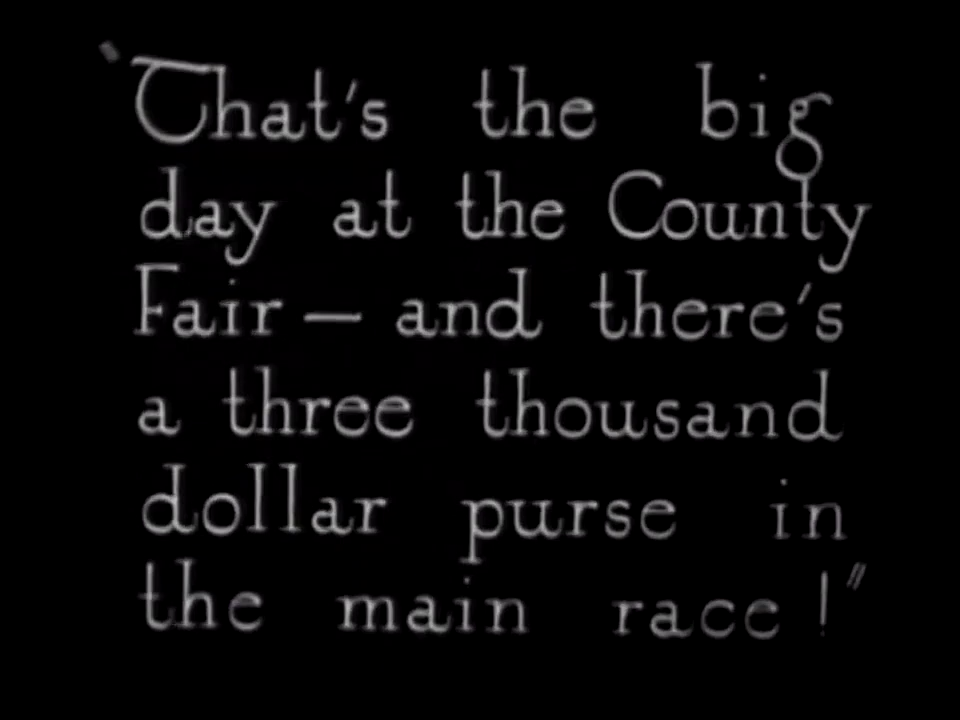 "That's the big
day at the County
Fair — and there's
a three thousand
dollar purse in
the main race!"